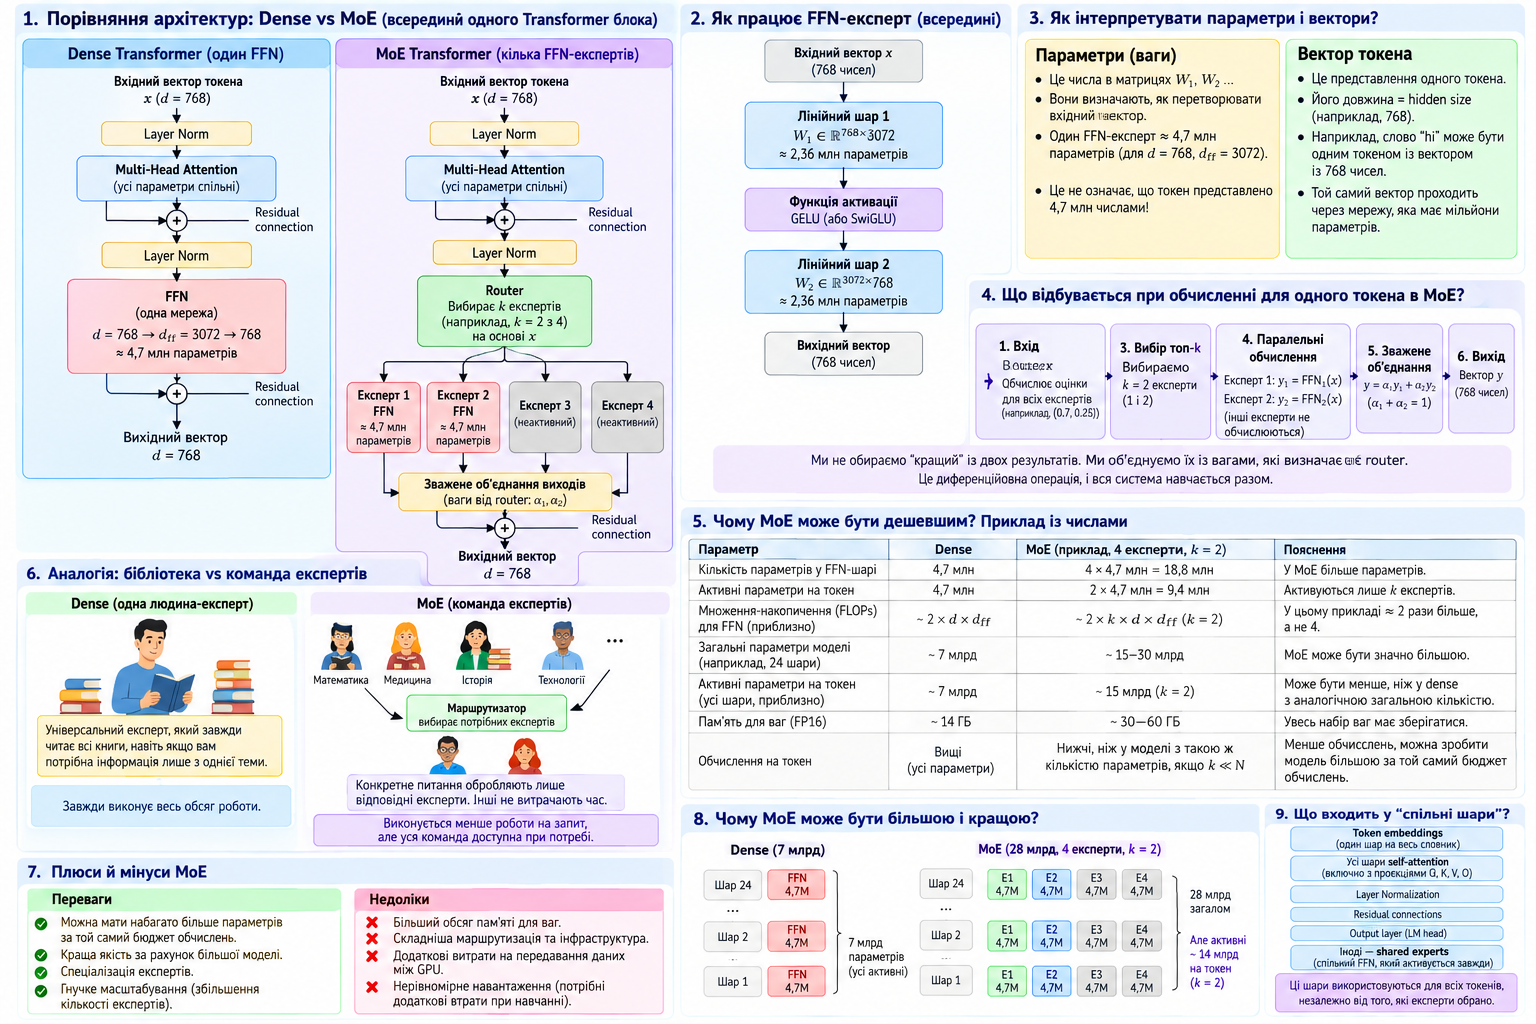 1. Порівняння архітектур: Dense vs MoE (всередині одного Transformer блока)
Dense Transformer (один FFN)
Вхідний вектор токена
x (d = 768)
Layer Norm
Multi-Head Attention
(усі параметри спільні)
+
Residual
connection
Layer Norm
FFN
(одна мережа)
d = 768 → d_ff = 3072 → 768
≈ 4,7 млн параметрів
+
Residual
connection
Вихідний вектор
d = 768
MoE Transformer (кілька FFN-експертів)
Вхідний вектор токена
x (d = 768)
Layer Norm
Multi-Head Attention
(усі параметри спільні)
+
Residual
connection
Layer Norm
Router
Вибирає k експертів
(наприклад, k = 2 з 4)
на основі x
Експерт 1
FFN
≈ 4,7 млн
параметрів
Експерт 2
FFN
≈ 4,7 млн
параметрів
Експерт 3
(неактивний)
Експерт 4
(неактивний)
Зважене об'єднання виходів
(ваги від router: α₁, α₂)
+
Residual
connection
Вихідний вектор
d = 768
2. Як працює FFN-експерт (всередині)
Вхідний вектор x
(768 чисел)
Лінійний шар 1
W₁ ∈ ℝ^768×3072
≈ 2,36 млн параметрів
Функція активації
GELU (або SwiGLU)
Лінійний шар 2
W₂ ∈ ℝ^3072×768
≈ 2,36 млн параметрів
Вихідний вектор
(768 чисел)
3. Як інтерпретувати параметри і вектори?
Параметри (ваги)
• Це числа в матрицях W₁, W₂ ...
• Вони визначають, як перетворювати
вхідний
• Один FFN-експерт ≈ 4,7 млн
параметрів (для d = 768, d_ff = 3072).
• Це не означає, що токен представлено
4,7 млн числами!
Вектор токена
• Це представлення одного токена.
• Його довжина = hidden size
(наприклад, 768).
• Наприклад, слово "hi" може бути
одним токеном із вектором
із 768 чисел.
• Той самий вектор проходить
через мережу, яка має мільйони
параметрів.
4. Що відбувається при обчисленні для одного токена в MoE?
1. Вхід
Обчислює оцінки
для всіх експертів
(наприклад, (0.7, 0.25))
3. Вибір топ-k
Вибираємо
k = 2 експерти
(1 і 2)
4. Паралельні
обчислення
Експерт 1: y₁ = FFN₁(x)
Експерт 2: y₂ = FFN₂(x)
(інші експерти не
обчислюються)
5. Зважене
об'єднання
y = α₁y₁ + α₂y₂
(α₁ + α₂ = 1)
6. Вихід
Вектор y
(768 чисел)
Ми не обираємо "кращий" із двох результатів. Ми об'єднуємо їх із вагами, які визначає router.
Це диференційовна операція, і вся система навчається разом.
5. Чому MoE може бути дешевшим? Приклад із числами
Параметр Dense MoE (приклад, 4 експерти, k = 2) Пояснення
Кількість параметрів у FFN-шарі 4,7 млн 4 × 4,7 млн = 18,8 млн У MoE більше параметрів.
Активні параметри на токен 4,7 млн 2 × 4,7 млн = 9,4 млн Активуються лише k експертів.
Множення-накопичення (FLOPs)
для FFN (приблизно) ~ 2 × d × d_ff ~ 2 × k × d × d_ff (k = 2) У цьому прикладі ≈ 2 рази більше,
а не 4.
Загальні параметри моделі
(наприклад, 24 шари) ~ 7 млрд ~ 15–30 млрд MoE може бути значно більшою.
Активні параметри на токен
(усі шари, приблизно) ~ 7 млрд ~ 15 млрд (k = 2) Може бути менше, ніж у dense
з аналогічною загальною кількістю.
Пам'ять для ваг (FP16) ~ 14 ГБ ~ 30—60 ГБ Увесь набір ваг має зберігатися.
Обчислення на токен Вищі
(усі параметри) Нижчі, ніж у моделі з такою ж
кількістю параметрів, якщо k ≪ N Менше обчисслень, можна зробити
модель більшою за той самий бюджет
обчислень.
6. Аналогія: бібліотека vs команда експертів
Dense (одна людина-експерт)
Універсальний експерт, який завжди
читає всі книги, навіть якщо вам
потрібна інформація лише з однієї теми.
Завжди виконує весь обсяг роботи.
MoE (команда експертів)
...
Математика Медицина Історія Технології
Маршрутизатор
вибирає потрібних експертів
Конкретне питання обробляють лише
відповідні експерти. Інші не витрачають час.
Виконується менше роботи на запит,
але уся команда доступна при потребі.
7. Плюси й мінуси MoE
Переваги
Можна мати набагато більше параметрів
за той самий бюджет обчислень.
Краща якість за рахунок більшої моделі.
Спеціалізація експертів.
Гнучке масштабування (збільшення
кількості експертів).
Недоліки
Більший обсяг пам'яті для ваг.
Складніша маршрутизація та інфраструктура.
Додаткові витрати на передавання даних
між GPU.
Нерівномірне навантаження (потрібні
додаткові втрати при навчанні).
8. Чому MoE може бути більшою і кращою?
Dense (7 млрд)
Шар 24 FFN
4,7M
...
Шар 2 FFN
4,7M
...
Шар 1 FFN
4,7M
7 млрд
параметрів
(усі активні)
MoE (28 млрд, 4 експерти, k = 2)
Шар 24 E1 E2 E3 E4
4,7M 4,7M 4,7M 4,7M
...
Шар 2 E1 E2 E3 E4
4,7M 4,7M 4,7M 4,7M
...
Шар 1 E1 E2 E3 E4
4,7M 4,7M 4,7M 4,7M
28 млрд
загалом
Але активні
~ 14 млрд
на токен
(k = 2)
9. Що входить у "спільні шари"?
Token embeddings
(один шар на весь словник)
Усі шари self-attention
(включно з проєкціями G, K, V, O)
Layer Normalization
Residual connections
Output layer (LM head)
Іноді — shared experts
(спільний FFN, який активується завжди)
Ці шари використовуються для всіх токенів,
незалежно від того, які експерти обрано.